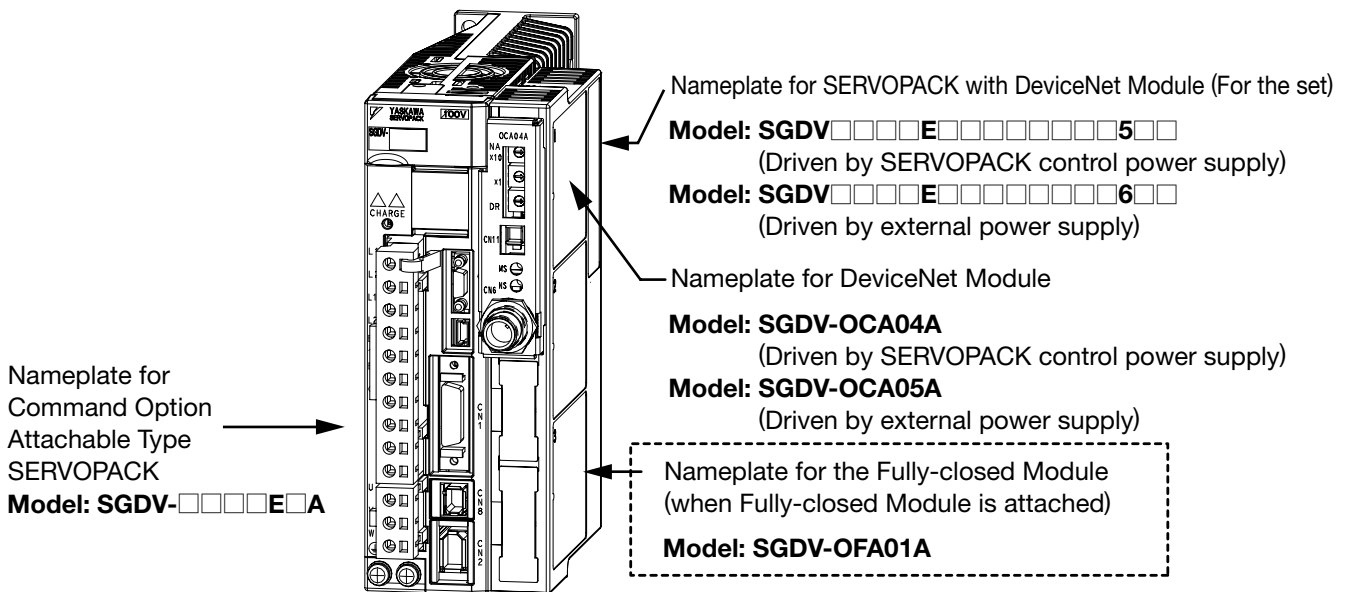 Nameplate for SERVOPACK with DeviceNet Module (For the set)
Model: SGDV□□□□E□□□□□□□□5□□
(Driven by SERVOPACK control power supply)
Model: SGDV□□□□E□□□□□□□□6□□
(Driven by external power supply)
Nameplate for DeviceNet Module
Model: SGDV-OCA04A
(Driven by SERVOPACK control power supply)
Model: SGDV-OCA05A
(Driven by external power supply)
Nameplate for the Fully-closed Module
(when Fully-closed Module is attached)
Model: SGDV-OFA01A
Nameplate for
Command Option
Attachable Type
SERVOPACK
Model: SGDV-□□□□E□A
YASKAWA
SERVOPACK
100V
SGDV-
CHARGE
OCA04A
NA
x10
x1
DR
CN11
MS
NS
CN6
CN1
CN8
CN2
L1
U
W